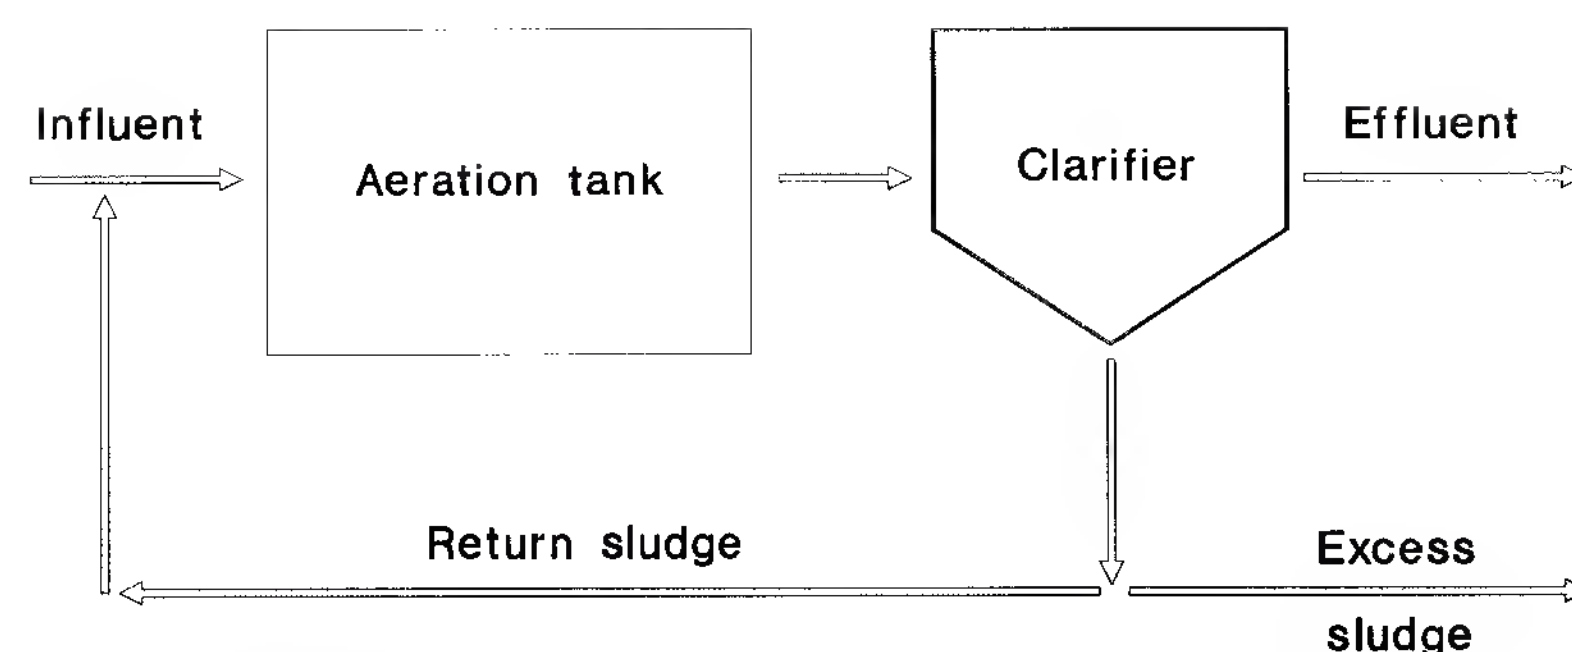 Influent
Aeration tank
Clarifier
Effluent
Return sludge
Excess
sludge